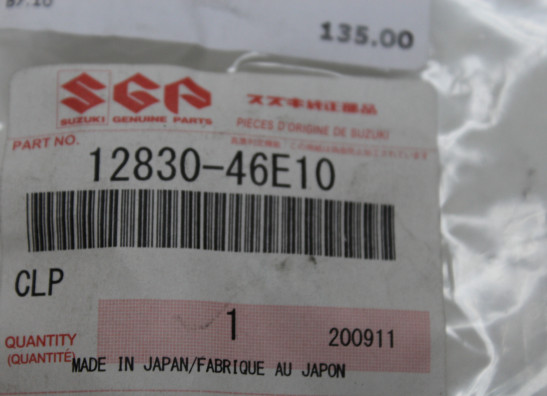 135.00
SGP
SUZUKI GENUINE PARTS
スズキ純正部品
PIÈCES D'ORIGINE DE SUZUKI
PART NO.
12830-46E10
CLP
QUANTITY
(QUANTITÉ)
1
200911
MADE IN JAPAN/FABRIQUE AU JAPON